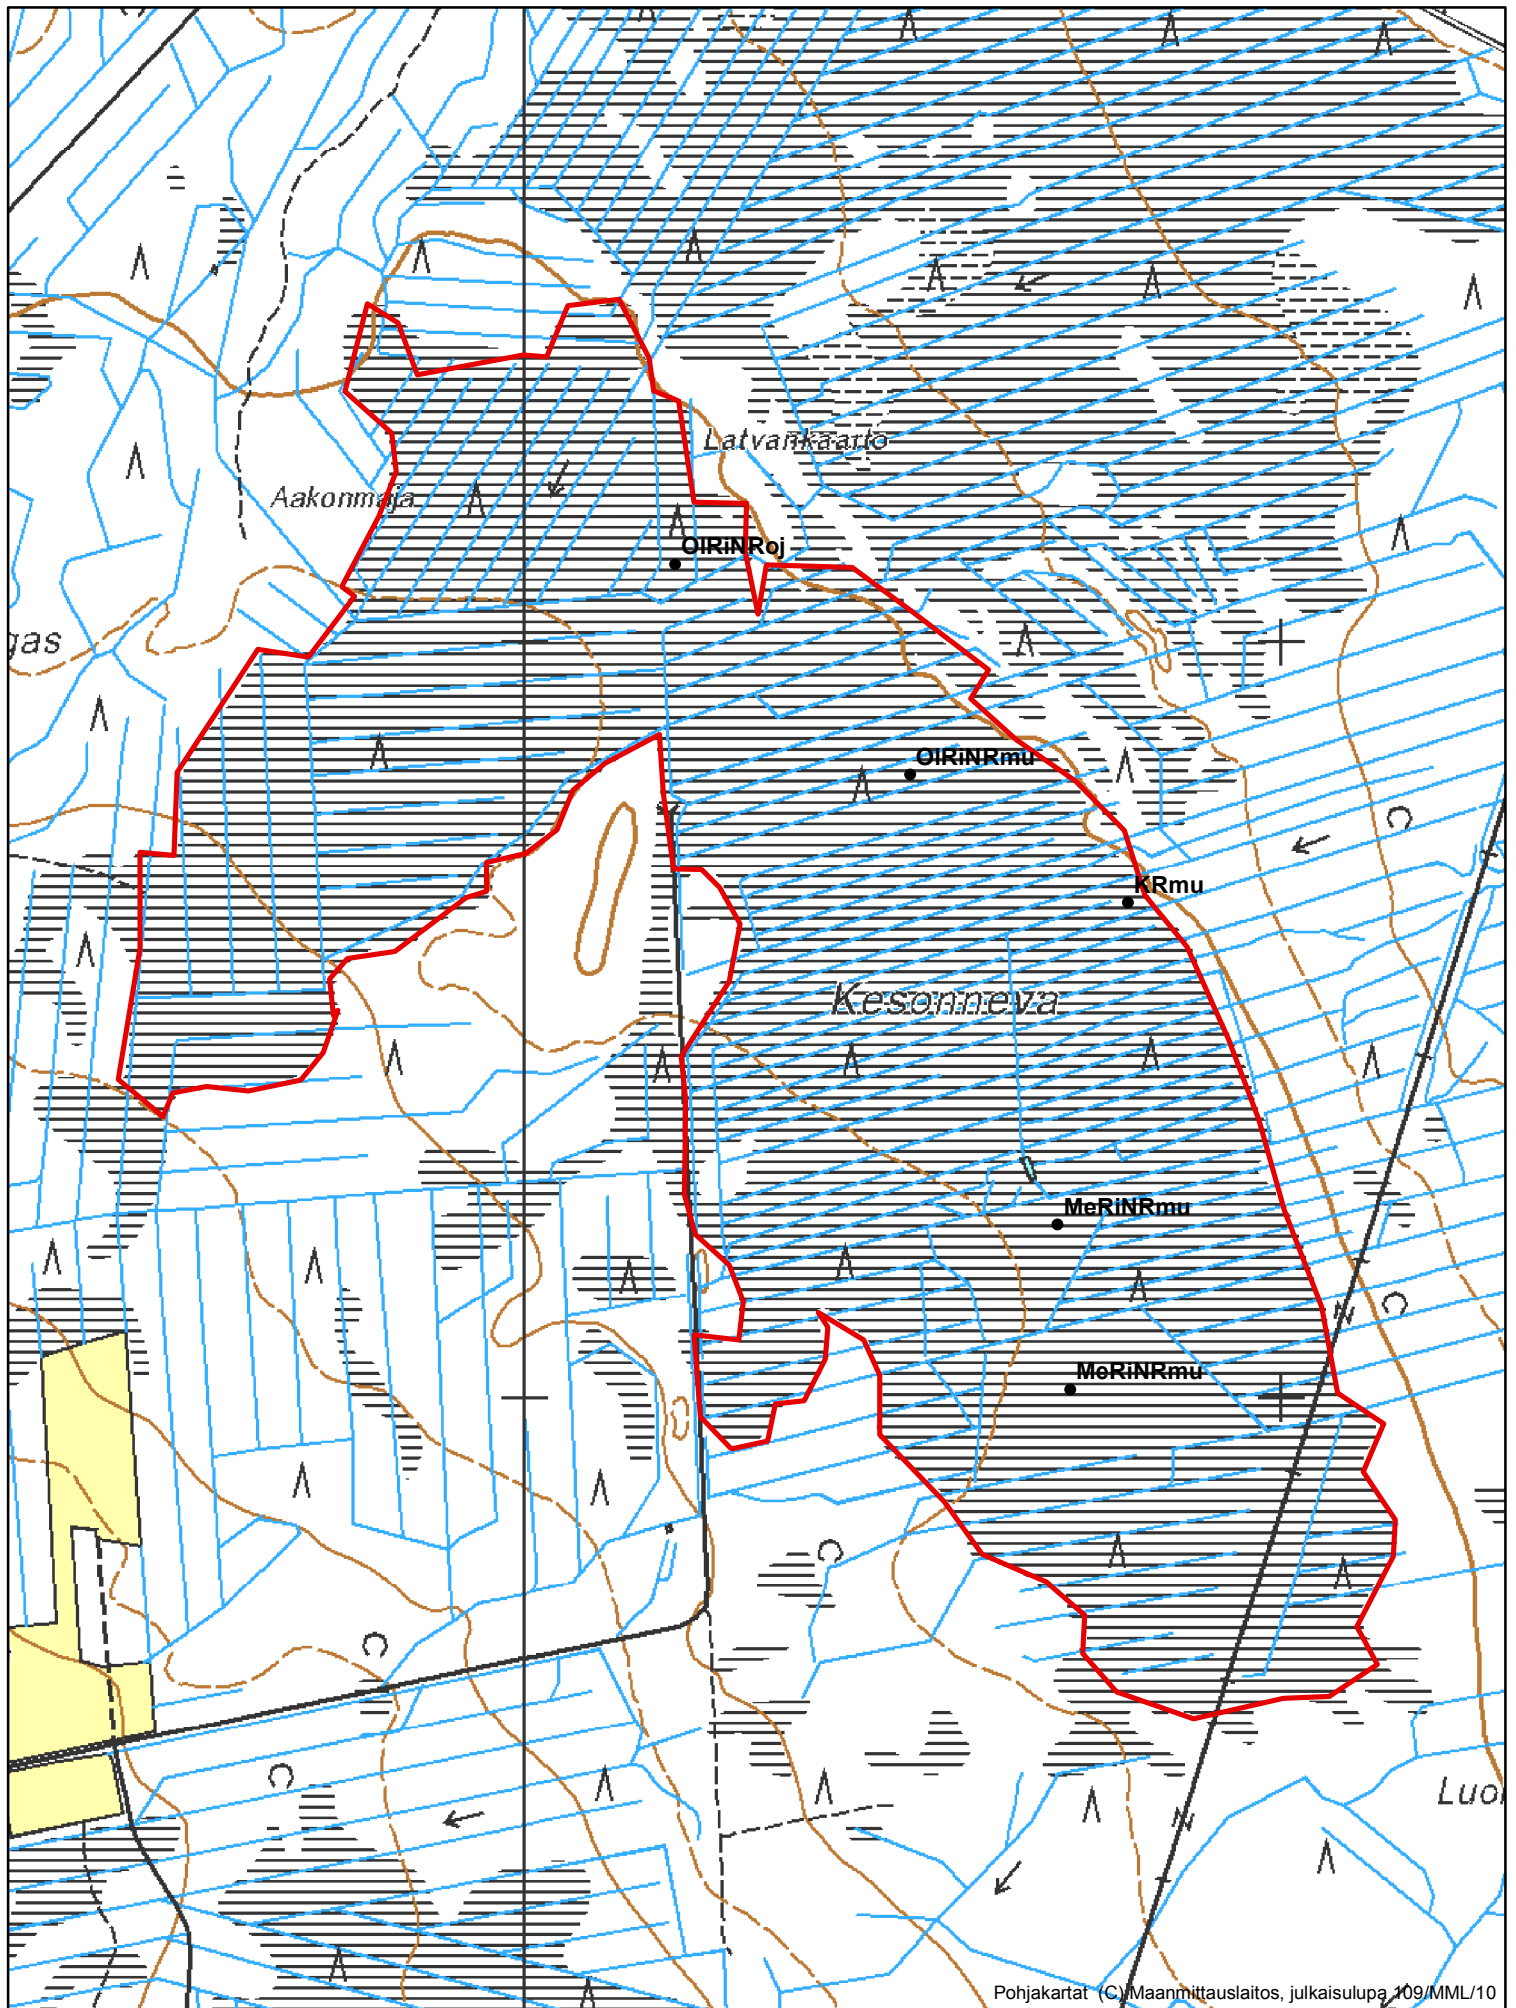 Latvankaarto
Aakonmaja
OlRiNRoj
OlRiNRmu
KRmu
Kesonneva
MeRiNRmu
MeRiNRmu
gas
Luo
Pohjakartat (C) Maanmittauslaitos, julkaisulupa 109/MML/10